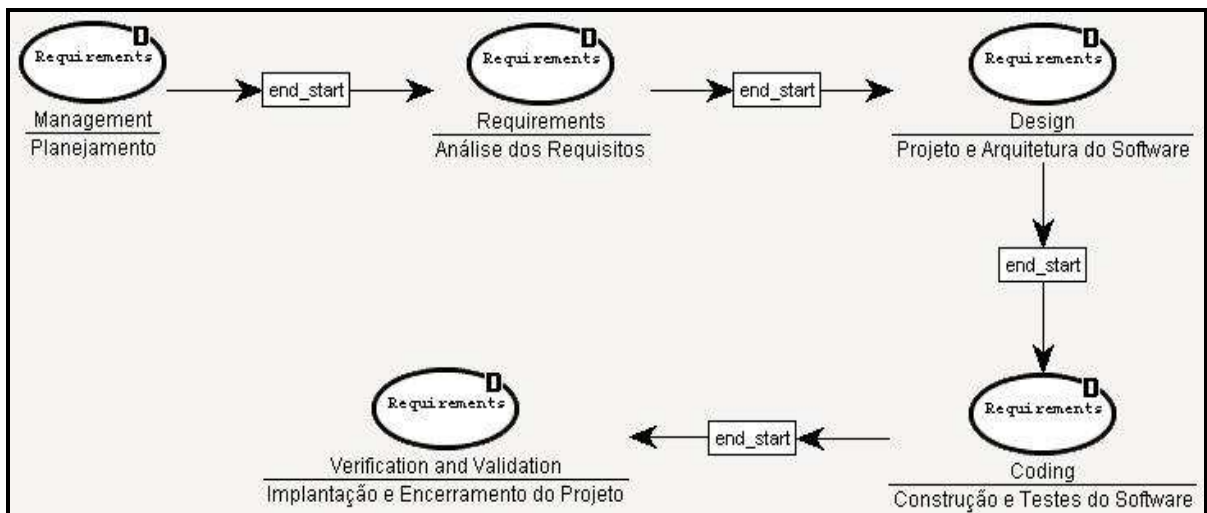 D
Requirements
end_start
Management
Planejamento
D
Requirements
end_start
Requirements
Análise dos Requisitos
D
Requirements
Design
Projeto e Arquitetura do Software
end_start
D
Requirements
Coding
Construção e Testes do Software
end_start
D
Requirements
Verification and Validation
Implantação e Encerramento do Projeto